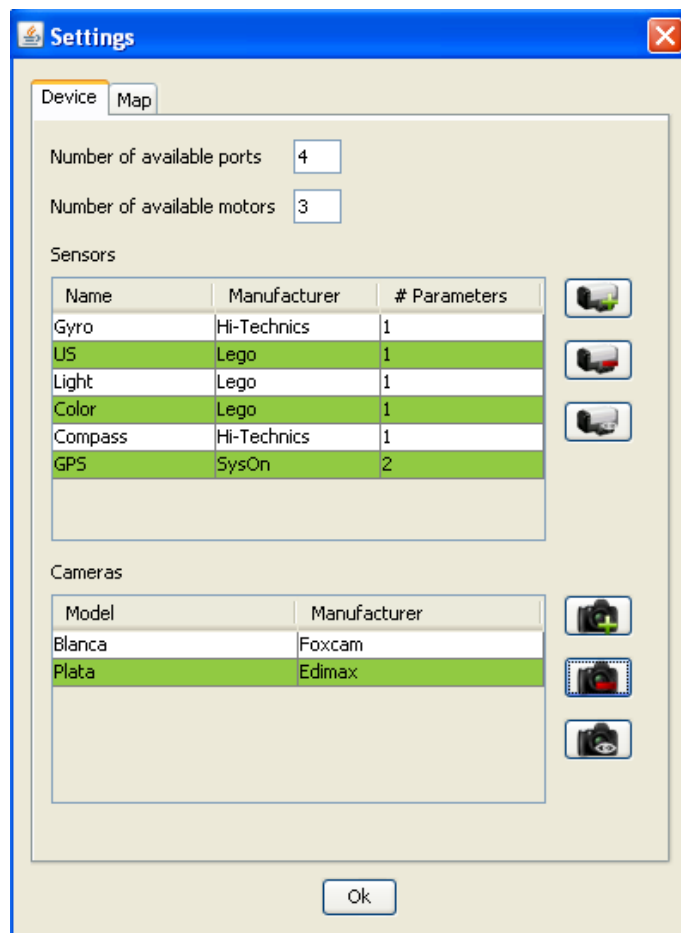 Settings
Device Map
Number of available ports 4
Number of available motors 3
Sensors
Name Manufacturer # Parameters
Gyro Hi-Technics 1
US Lego 1
Light Lego 1
Color Lego 1
Compass Hi-Technics 1
GPS SysOn 2
Cameras
Model Manufacturer
Blanca Foxcam
Plata Edimax
Ok